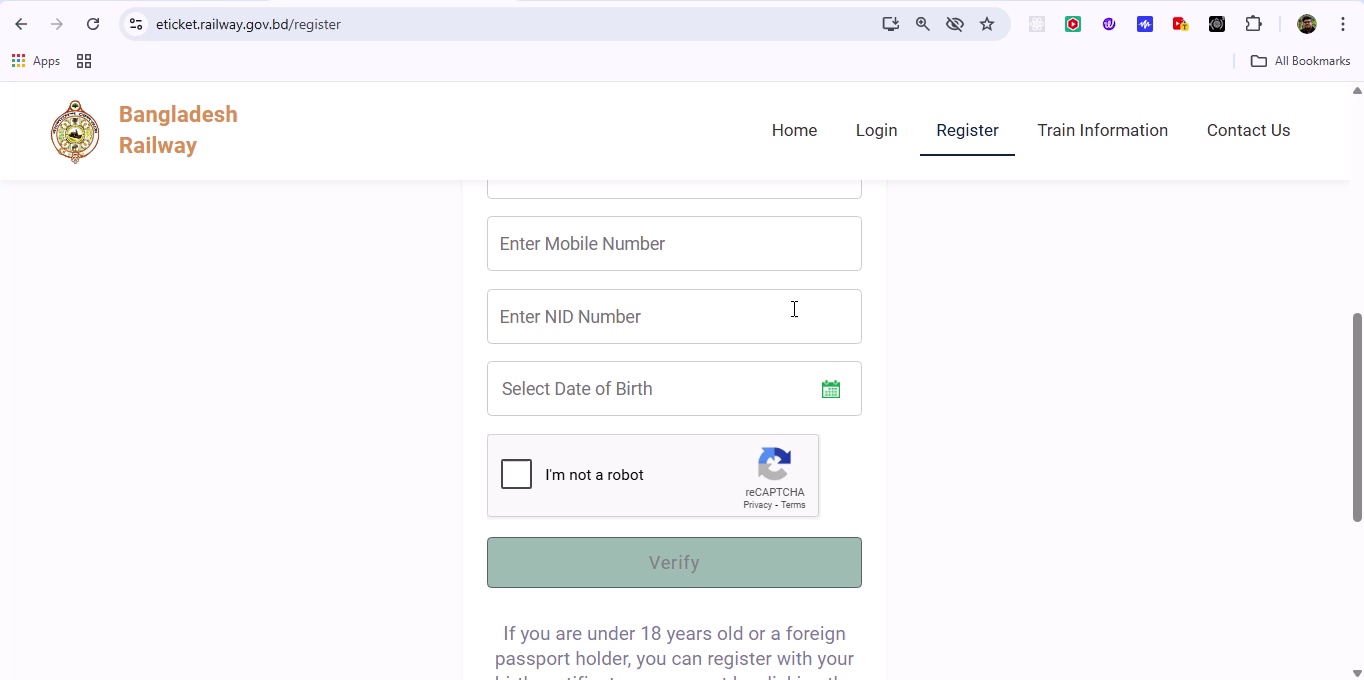 eticket.railway.gov.bd/register
Apps
All Bookmarks
Bangladesh
Railway
Home
Login
Register
Train Information
Contact Us
Enter Mobile Number
Enter NID Number
Select Date of Birth
I'm not a robot
reCAPTCHA
Privacy - Terms
Verify
If you are under 18 years old or a foreign
passport holder, you can register with your